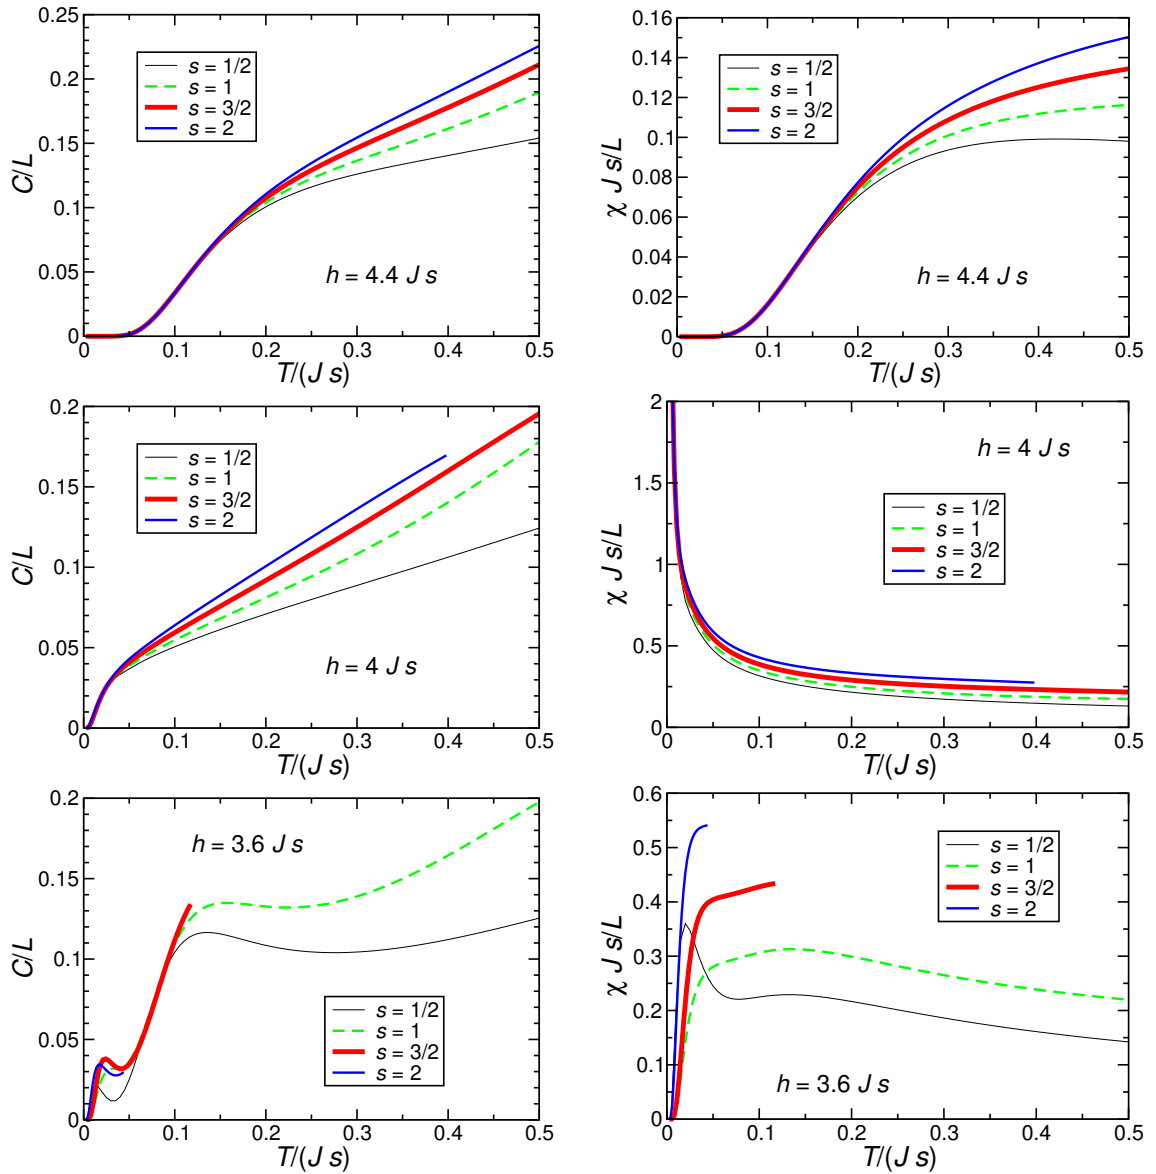 0.25
0.2
0.15
0.1
0.05
0
C/L
s = 1/2
s = 1
s = 3/2
s = 2
h = 4.4 J s
0 0.1 0.2 0.3 0.4 0.5
T/(J s)
0.16
0.14
0.12
0.1
0.08
0.06
0.04
0.02
0
χ J s/L
s = 1/2
s = 1
s = 3/2
s = 2
h = 4.4 J s
0 0.1 0.2 0.3 0.4 0.5
T/(J s)
0.2
0.15
0.1
0.05
0
C/L
s = 1/2
s = 1
s = 3/2
s = 2
h = 4 J s
0 0.1 0.2 0.3 0.4 0.5
T/(J s)
2
1.5
1
0.5
0
χ J s/L
h = 4 J s
s = 1/2
s = 1
s = 3/2
s = 2
0 0.1 0.2 0.3 0.4 0.5
T/(J s)
0.2
0.15
0.1
0.05
0
C/L
h = 3.6 J s
s = 1/2
s = 1
s = 3/2
s = 2
0 0.1 0.2 0.3 0.4 0.5
T/(J s)
0.6
0.5
0.4
0.3
0.2
0.1
0
χ J s/L
s = 1/2
s = 1
s = 3/2
s = 2
h = 3.6 J s
0 0.1 0.2 0.3 0.4 0.5
T/(J s)